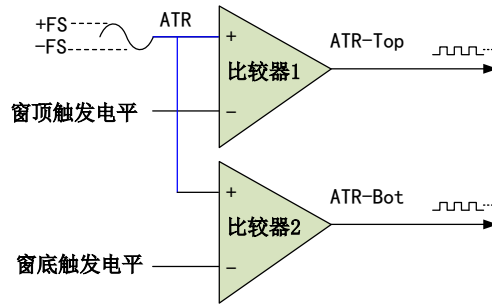 +FS
ATR
-FS
+
ATR-Top
比较器1
窗顶触发电平
-
+
ATR-Bot
比较器2
窗底触发电平
-